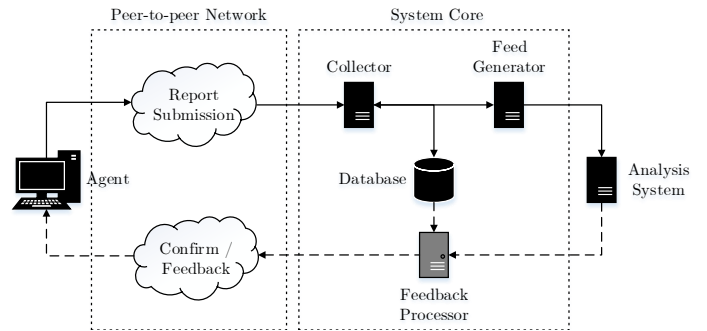 Peer-to-peer Network
System Core
Feed
Generator
Collector
Report
Submission
Agent
Database
Analysis
System
Confirm /
Feedback
Feedback
Processor